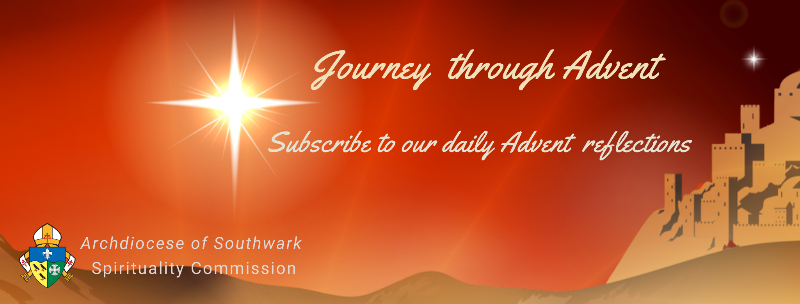 Journey through Advent
Subscribe to our daily Advent reflections
Archdiocese of Southwark
Spirituality Commission